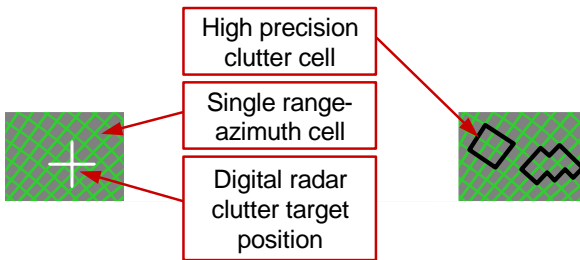 High precision
clutter cell
Single range-
azimuth cell
Digital radar
clutter target
position